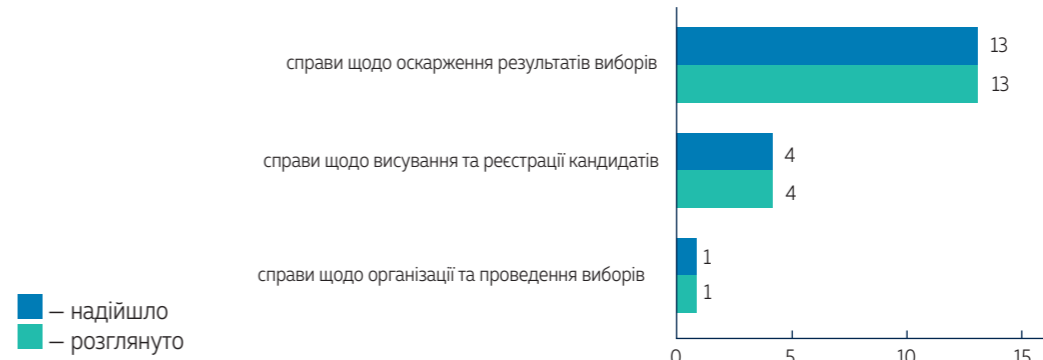 справи щодо оскарження результатів виборів
13
13
справи щодо висування та реєстрації кандидатів
4
4
справи щодо організації та проведення виборів
1
1
– надійшло
– розглянуто
0 5 10 15